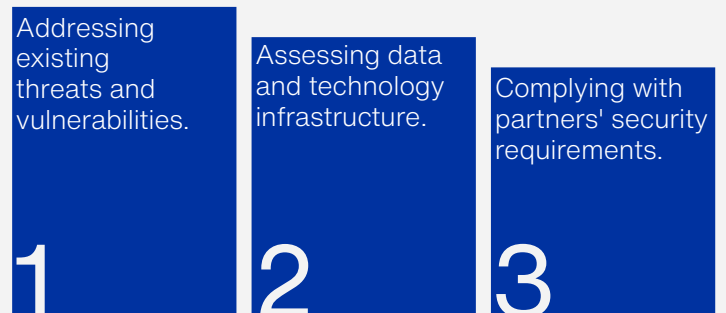 Addressing
existing
threats and
vulnerabilities.
1
Assessing data
and technology
infrastructure.
2
Complying with
partners' security
requirements.
3